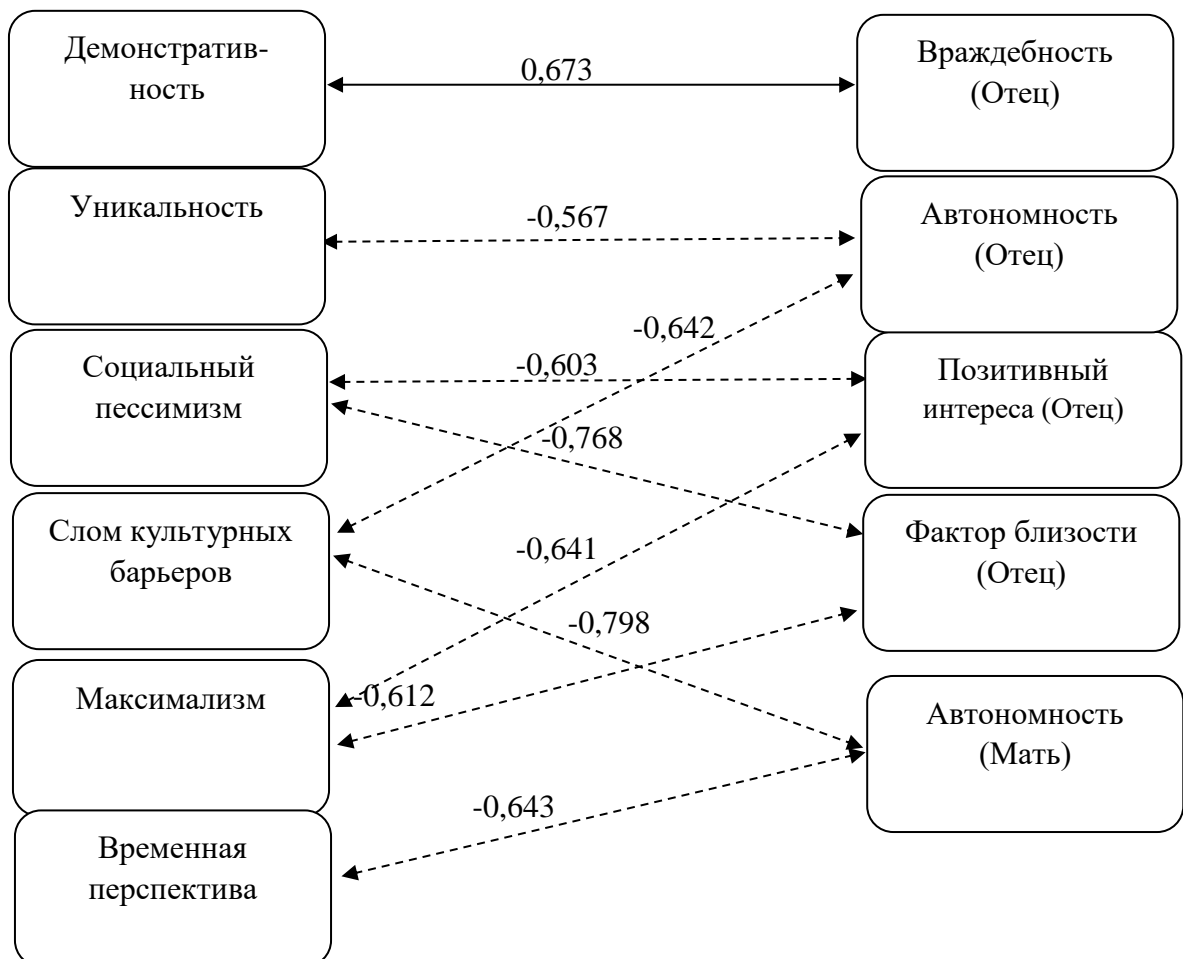 Демонстратив-
ность
0,673
Враждебность
(Отец)
Уникальность
-0,567
Автономность
(Отец)
Социальный
пессимизм
-0,642
-0,603
Позитивный
интереса (Отец)
-0,768
Слом культурных
барьеров
-0,641
Фактор близости
(Отец)
-0,798
Максимализм
-0,612
Автономность
(Мать)
-0,643
Временная
перспектива